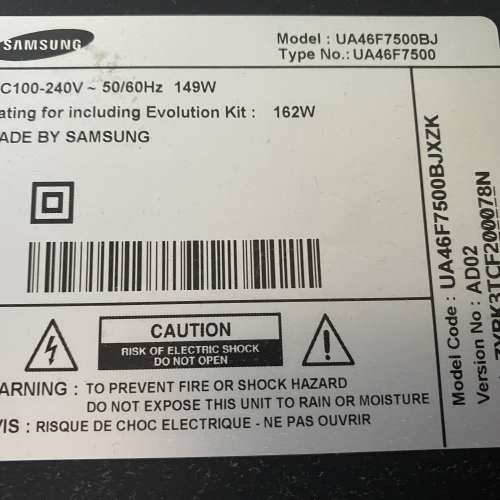 SAMSUNG
Model : UA46F7500BJ
Type No.: UA46F7500
C100-240V ~ 50/60Hz 149W
ating for including Evolution Kit : 162W
ADE BY SAMSUNG
CAUTION
RISK OF ELECTRIC SHOCK
DO NOT OPEN
ARNING : TO PREVENT FIRE OR SHOCK HAZARD
DO NOT EXPOSE THIS UNIT TO RAIN OR MOISTURE
VIS : RISQUE DE CHOC ELECTRIQUE - NE PAS OUVRIR
Model Code : UA46F7500BJXZK
Version No : AD02